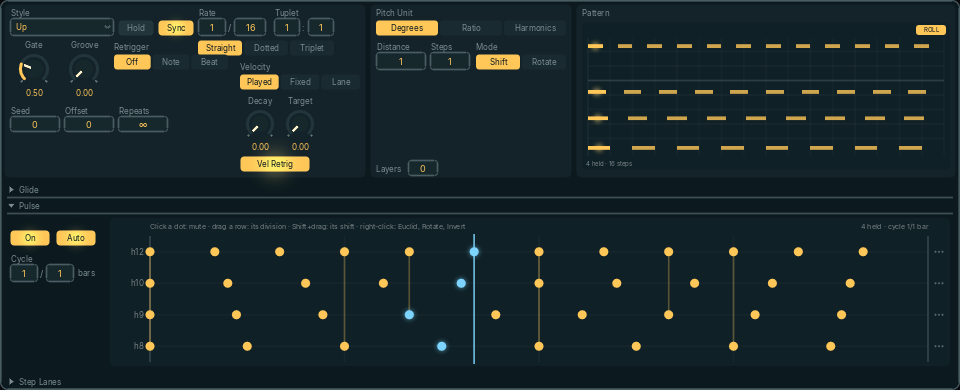 Style
Up
Hold
Sync
Rate
1 / 16
Tuplet
1 : 1
Straight
Dotted
Triplet
Gate
0.50
Groove
0.00
Retrigger
Off
Note
Beat
Velocity
Played
Fixed
Lane
Decay
0.00
Target
0.00
Vel Retrig
Seed
0
Offset
0
Repeats
∞
Pitch Unit
Degrees
Ratio
Harmonics
Distance
1
Steps
1
Mode
Shift
Rotate
Layers
0
Pattern
ROLL
4 held · 16 steps
Glide
Pulse
On
Auto
Cycle
1 / 1 bars
Click a dot: mute · drag a row: its division · Shift+drag: its shift · right-click: Euclid, Rotate, Invert
4 held · cycle 1/1 bar
h12
h10
h9
h8
Step Lanes